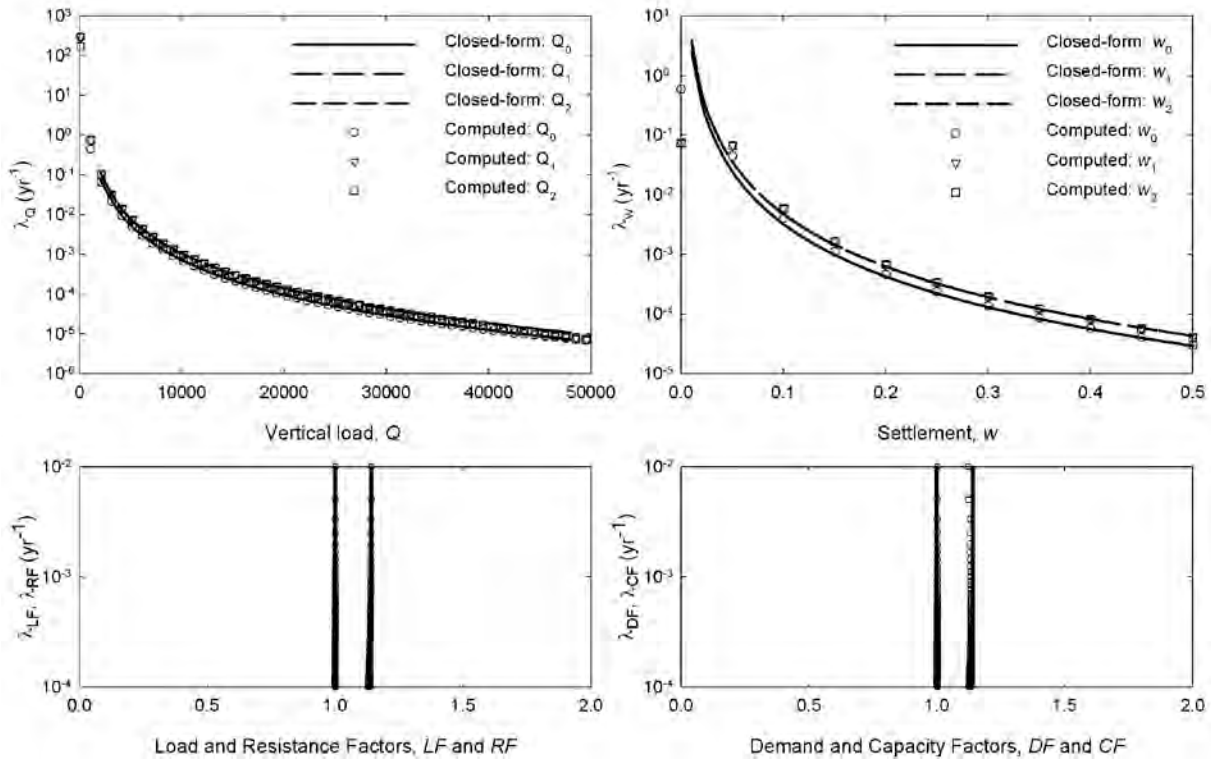 10³
10²
10¹
10⁰
10⁻¹
10⁻²
10⁻³
10⁻⁴
10⁻⁵
10⁻⁶
λQ (yr⁻¹)
Closed-form: Q₀
Closed-form: Q₁
Closed-form: Q₂
Computed: Q₀
Computed: Q₁
Computed: Q₂
0 10000 20000 30000 40000 50000
Vertical load, Q
10¹
10⁰
10⁻¹
10⁻²
10⁻³
10⁻⁴
10⁻⁵
λw (yr⁻¹)
Closed-form: w₀
Closed-form: w₁
Closed-form: w₂
Computed: w₀
Computed: w₁
Computed: w₂
0.0 0.1 0.2 0.3 0.4 0.5
Settlement, w
10⁻²
10⁻³
10⁻⁴
λLF, λRF (yr⁻¹)
0.0 0.5 1.0 1.5 2.0
Load and Resistance Factors, LF and RF
10⁻²
10⁻³
10⁻⁴
λDF, λCF (yr⁻¹)
0.0 0.5 1.0 1.5 2.0
Demand and Capacity Factors, DF and CF